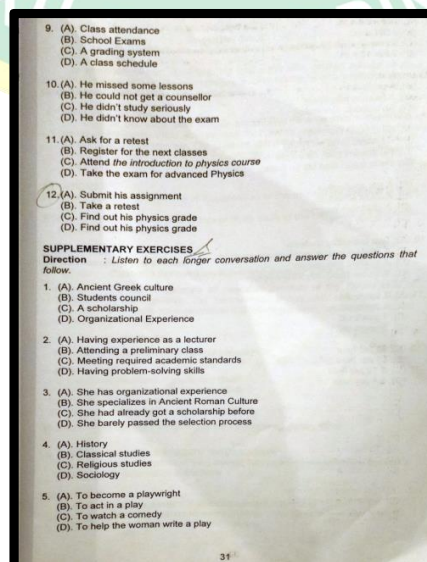 9. (A). Class attendance
(B). School Exams
(C). A grading system
(D). A class schedule
10.(A). He missed some lessons
(B). He could not get a counsellor
(C). He didn't study seriously
(D). He didn't know about the exam
11.(A). Ask for a retest
(B). Register for the next classes
(C). Attend the introduction to physics course
(D). Take the exam for advanced Physics
12.(A). Submit his assignment
(B). Take a retest
(C). Find out his physics grade
(D). Find out his physics grade
SUPPLEMENTARY EXERCISES
Direction : Listen to each longer conversation and answer the questions that
follow.
1. (A). Ancient Greek culture
(B). Students council
(C). A scholarship
(D). Organizational Experience
2. (A). Having experience as a lecturer
(B). Attending a preliminary class
(C). Meeting required academic standards
(D). Having problem-solving skills
3. (A). She has organizational experience
(B). She specializes in Ancient Roman Culture
(C). She had already got a scholarship before
(D). She barely passed the selection process
4. (A). History
(B). Classical studies
(C). Religious studies
(D). Sociology
5. (A). To become a playwright
(B). To act in a play
(C). To watch a comedy
(D). To help the woman write a play
31